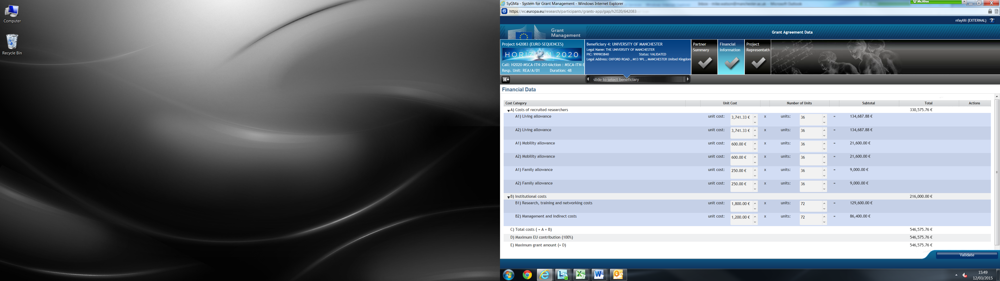 Computer
Recycle Bin
SyGMa - System for Grant Management - Windows Internet Explorer
McAfee
https://ec.europa.eu/research/participants/grants-app/gap/h2020/642083
nfaylili (EXTERNAL) ?
Grant Management
Grant Agreement Data
Project 642083 (EURO-SEQUENCES)
HORIZON 2020
Call: H2020-MSCA-ITN-2014Action : MSCA-ITN-E
Resp. Unit: REA/A/01 Duration: 48
Beneficiary 4: UNIVERSITY OF MANCHESTER
Legal Name: THE UNIVERSITY OF MANCHESTER
PIC: 999903840 Status: VALIDATED
Legal Address: OXFORD ROAD , M13 9PL , MANCHESTER United Kingdom
Partner Summary
Financial Information
Project Representativ
slide to select beneficiary
Financial Data
Cost Category Unit Cost Number of Units Subtotal Total Actions
A) Costs of recruited researchers 330,575.76 €
A1) Living allowance unit cost: 3,741.33 € x units: 36 = 134,687.88 €
A2) Living allowance unit cost: 3,741.33 € x units: 36 = 134,687.88 €
A1) Mobility allowance unit cost: 600.00 € x units: 36 = 21,600.00 €
A2) Mobility allowance unit cost: 600.00 € x units: 36 = 21,600.00 €
A1) Family allowance unit cost: 250.00 € x units: 36 = 9,000.00 €
A2) Family allowance unit cost: 250.00 € x units: 36 = 9,000.00 €
B) Institutional costs 216,000.00 €
B1) Research, training and networking costs unit cost: 1,800.00 € x units: 72 = 129,600.00 €
B2) Management and indirect costs unit cost: 1,200.00 € x units: 72 = 86,400.00 €
C) Total costs ( = A + B) 546,575.76 €
D) Maximum EU contribution (100%) 546,575.76 €
E) Maximum grant amount (= D) 546,575.76 €
Validate
15:49
12/03/2015